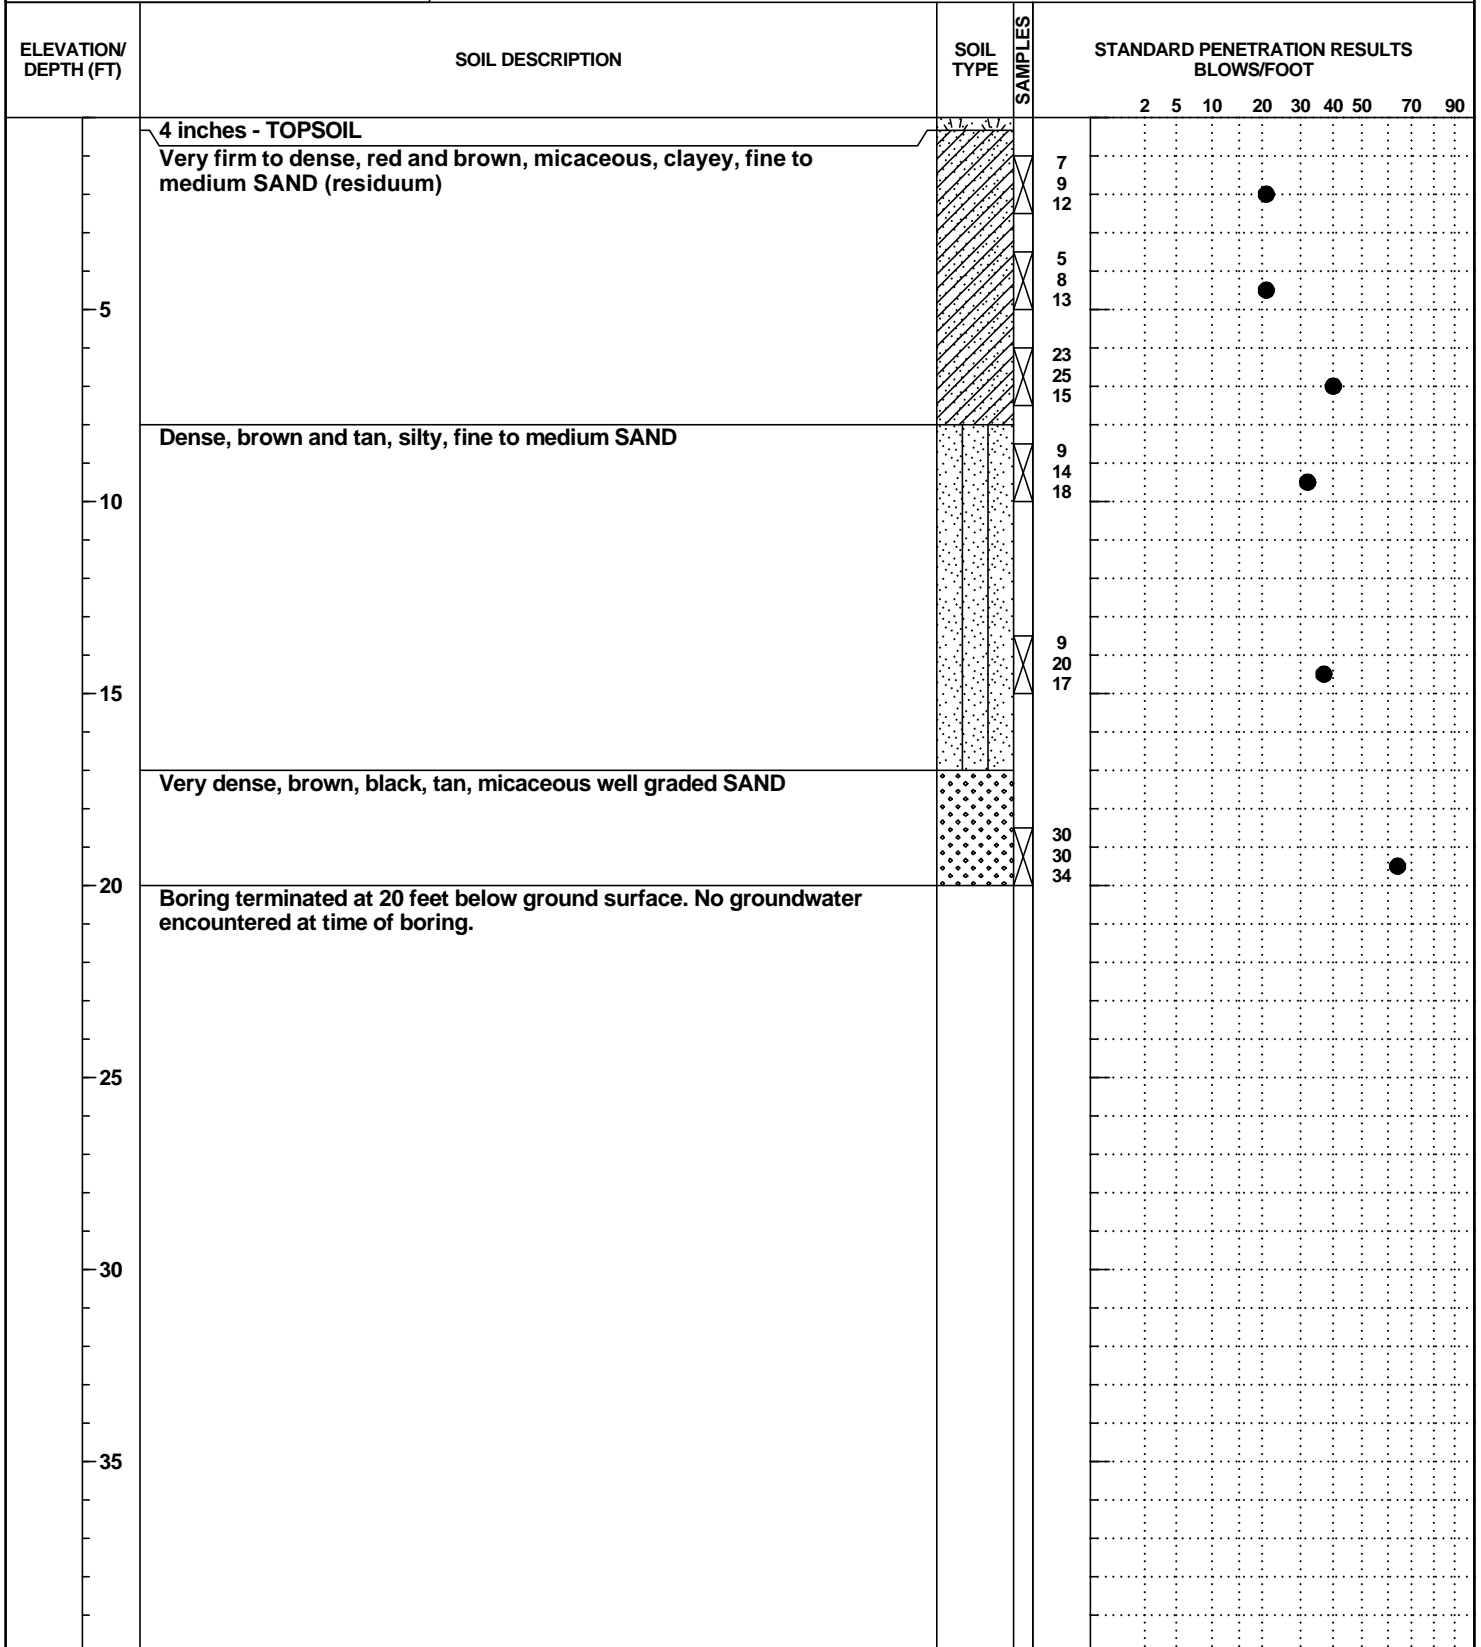 ELEVATION/
DEPTH (FT)
SOIL DESCRIPTION
SOIL
TYPE
SAMPLES
STANDARD PENETRATION RESULTS
BLOWS/FOOT
2 5 10 20 30 40 50 70 90
4 inches - TOPSOIL
Very firm to dense, red and brown, micaceous, clayey, fine to
medium SAND (residuum)
7
9
12
5
8
13
5
23
25
15
Dense, brown and tan, silty, fine to medium SAND
9
14
18
10
9
20
17
15
Very dense, brown, black, tan, micaceous well graded SAND
30
30
34
20
Boring terminated at 20 feet below ground surface. No groundwater
encountered at time of boring.
25
30
35